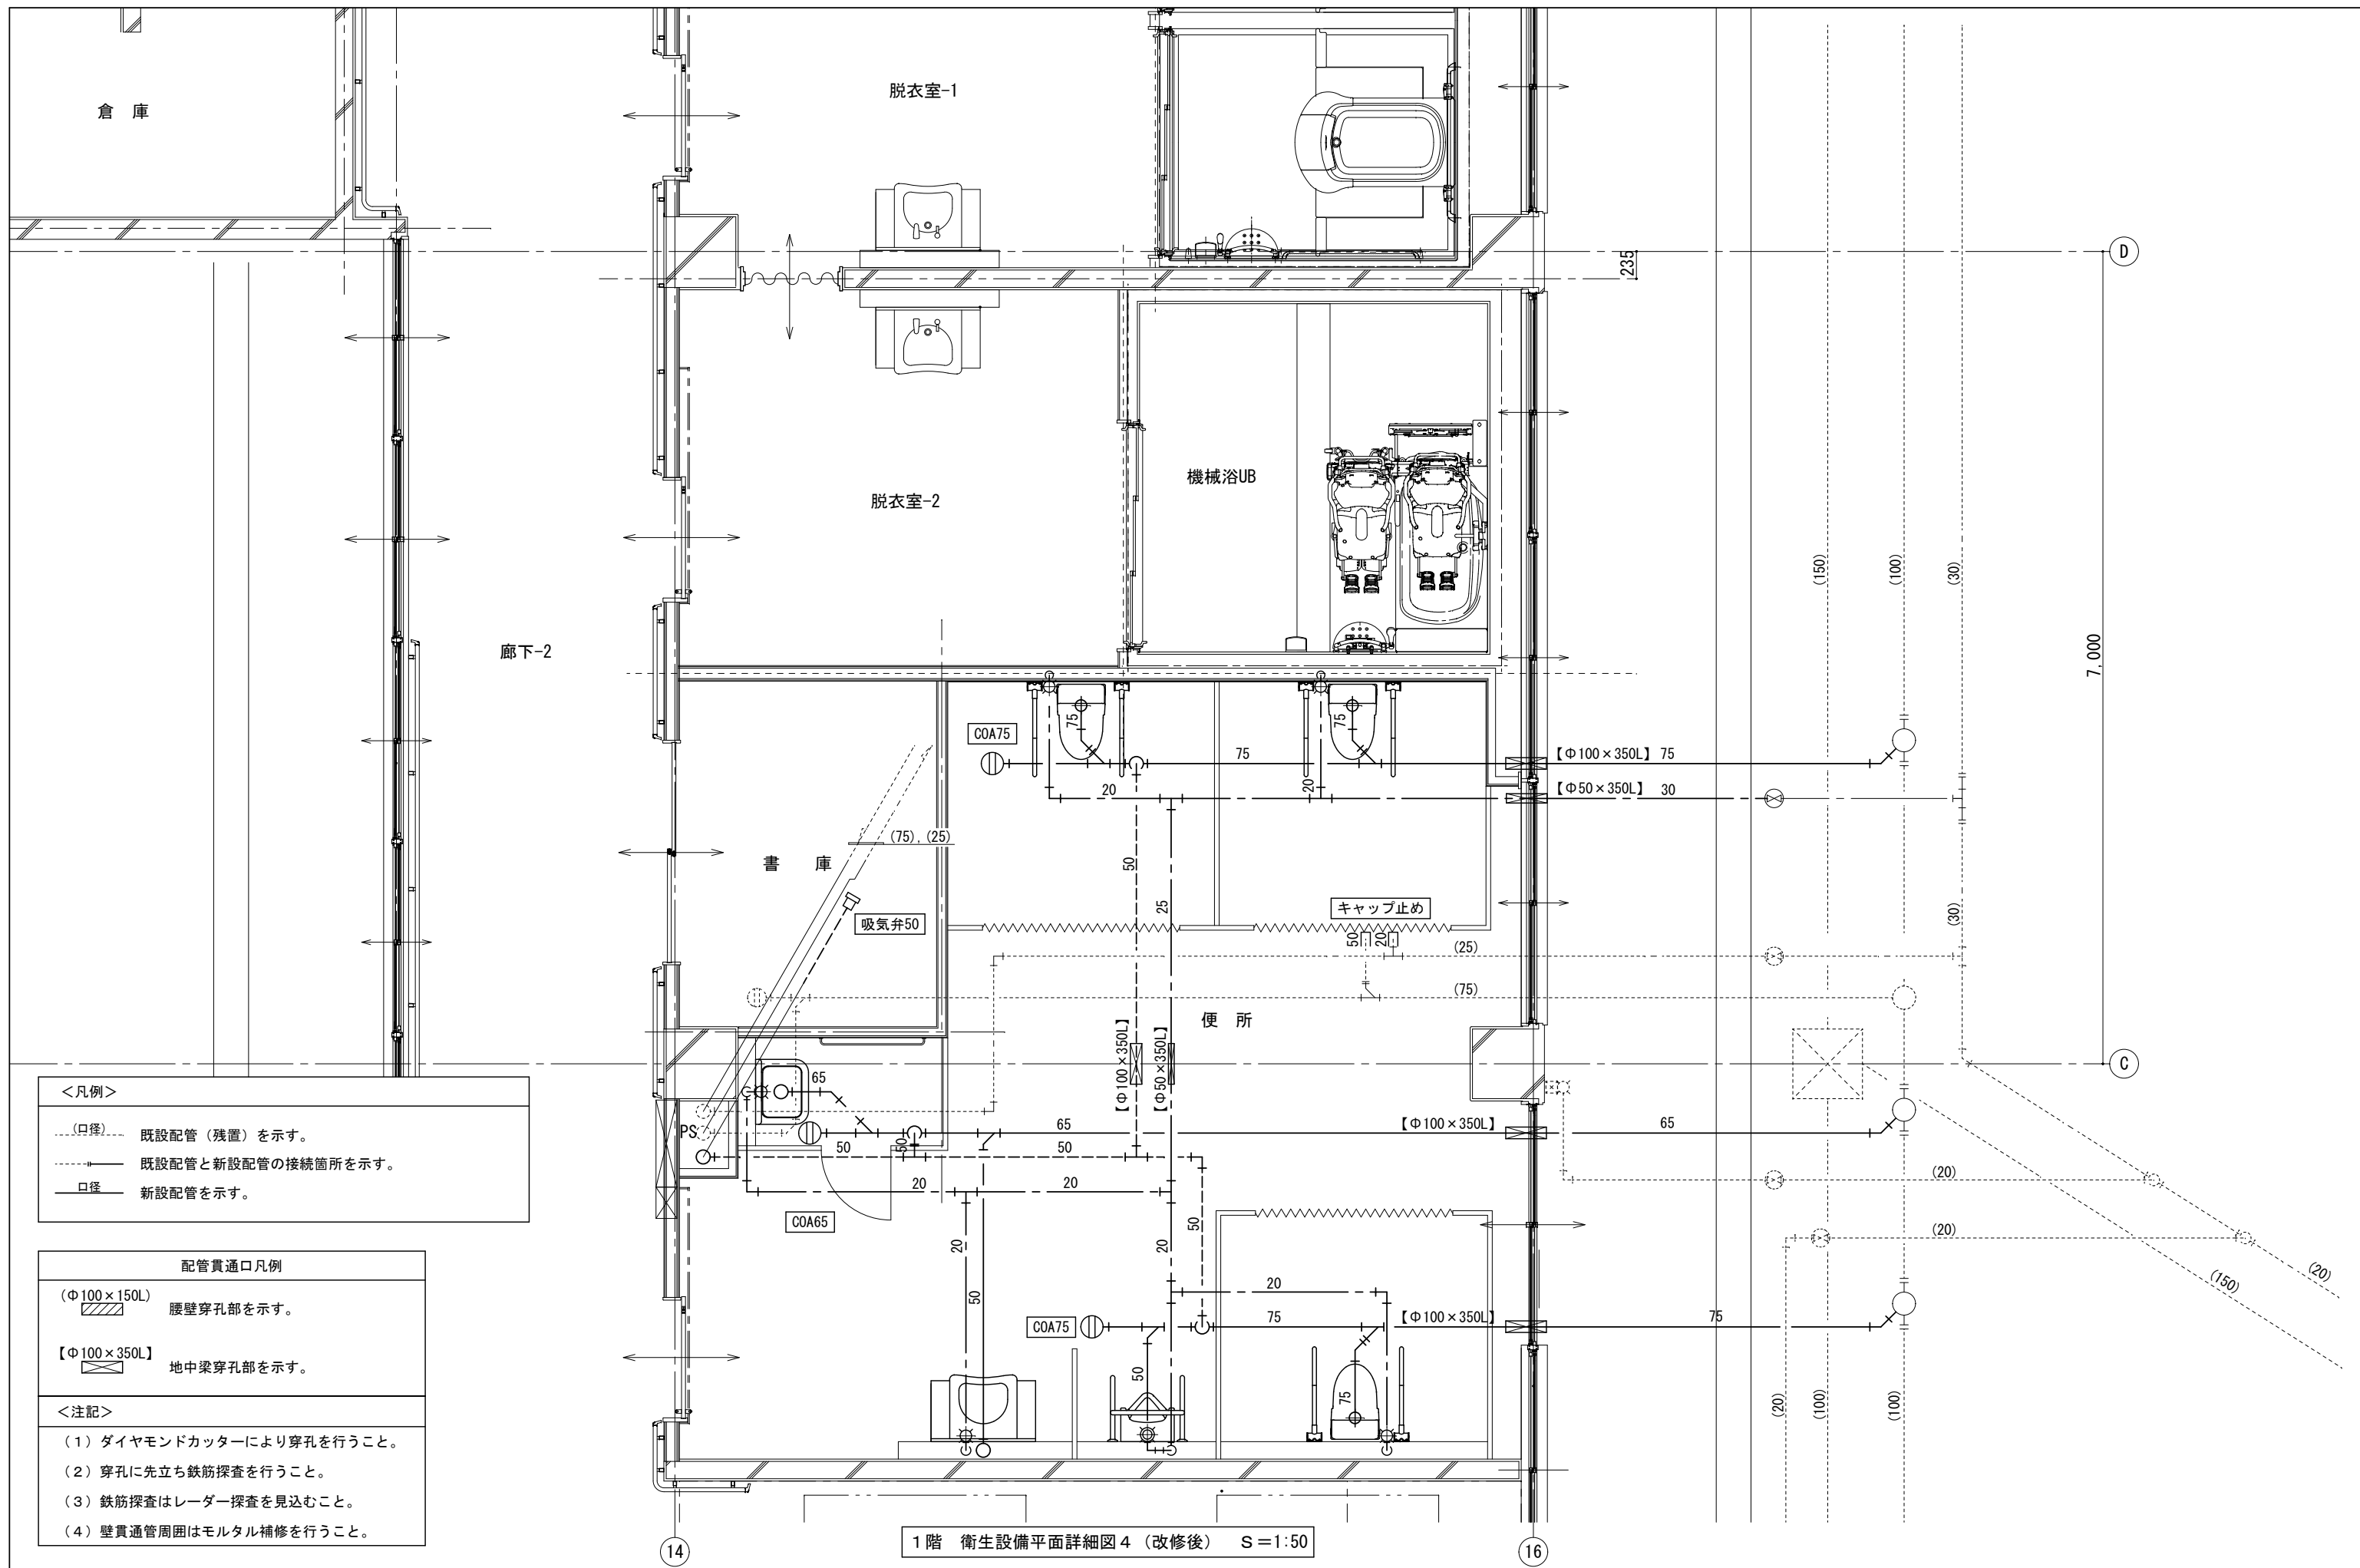 倉　庫
脱衣室-1
D
235
脱衣室-2
機械浴UB
(150)
(100)
(30)
7,000
廊下-2
COA75
75
75
75
【Φ100×350L】 75
20
20
【Φ50×350L】 30
(75),(25)
書　　庫
50
25
吸気弁50
キャップ止め
50
20
(25)
(30)
(75)
便　所
【Φ100×350L】
【Φ50×350L】
C
65
PS
50
50
65
【Φ100×350L】
65
50
50
20
20
COA65
20
50
20
50
20
(20)
(20)
(150)
(20)
COA75
75
【Φ100×350L】
75
50
75
(20)
(100)
(100)
＜凡例＞
(口径)　既設配管（残置）を示す。
既設配管と新設配管の接続箇所を示す。
口径　新設配管を示す。
配管貫通口凡例
(Φ100×150L)
腰壁穿孔部を示す。
【Φ100×350L】
地中梁穿孔部を示す。
＜注記＞
（１）ダイヤモンドカッターにより穿孔を行うこと。
（２）穿孔に先立ち鉄筋探査を行うこと。
（３）鉄筋探査はレーダー探査を見込むこと。
（４）壁貫通管周囲はモルタル補修を行うこと。
１階　衛生設備平面詳細図４（改修後）　Ｓ＝1:50
14
16